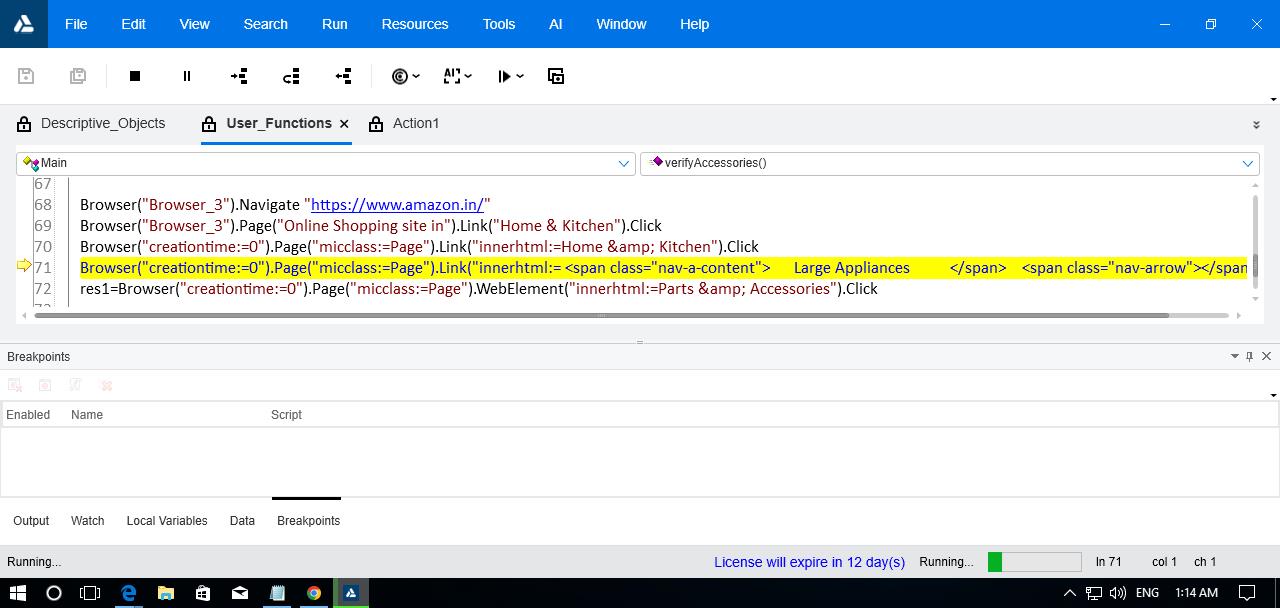 File Edit View Search Run Resources Tools AI Window Help
Descriptive_Objects User_Functions Action1
Main verifyAccessories()
67
68 Browser("Browser_3").Navigate "https://www.amazon.in/"
69 Browser("Browser_3").Page("Online Shopping site in").Link("Home & Kitchen").Click
70 Browser("creationtime:=0").Page("micclass:=Page").Link("innerhtml:=Home &amp; Kitchen").Click
71 Browser("creationtime:=0").Page("micclass:=Page").Link("innerhtml:= <span class="nav-a-content"> Large Appliances </span> <span class="nav-arrow"></span
72 res1=Browser("creationtime:=0").Page("micclass:=Page").WebElement("innerhtml:=Parts &amp; Accessories").Click
Breakpoints
Enabled Name Script
Output Watch Local Variables Data Breakpoints
Running... License will expire in 12 day(s) Running... ln 71 col 1 ch 1
ENG 1:14 AM